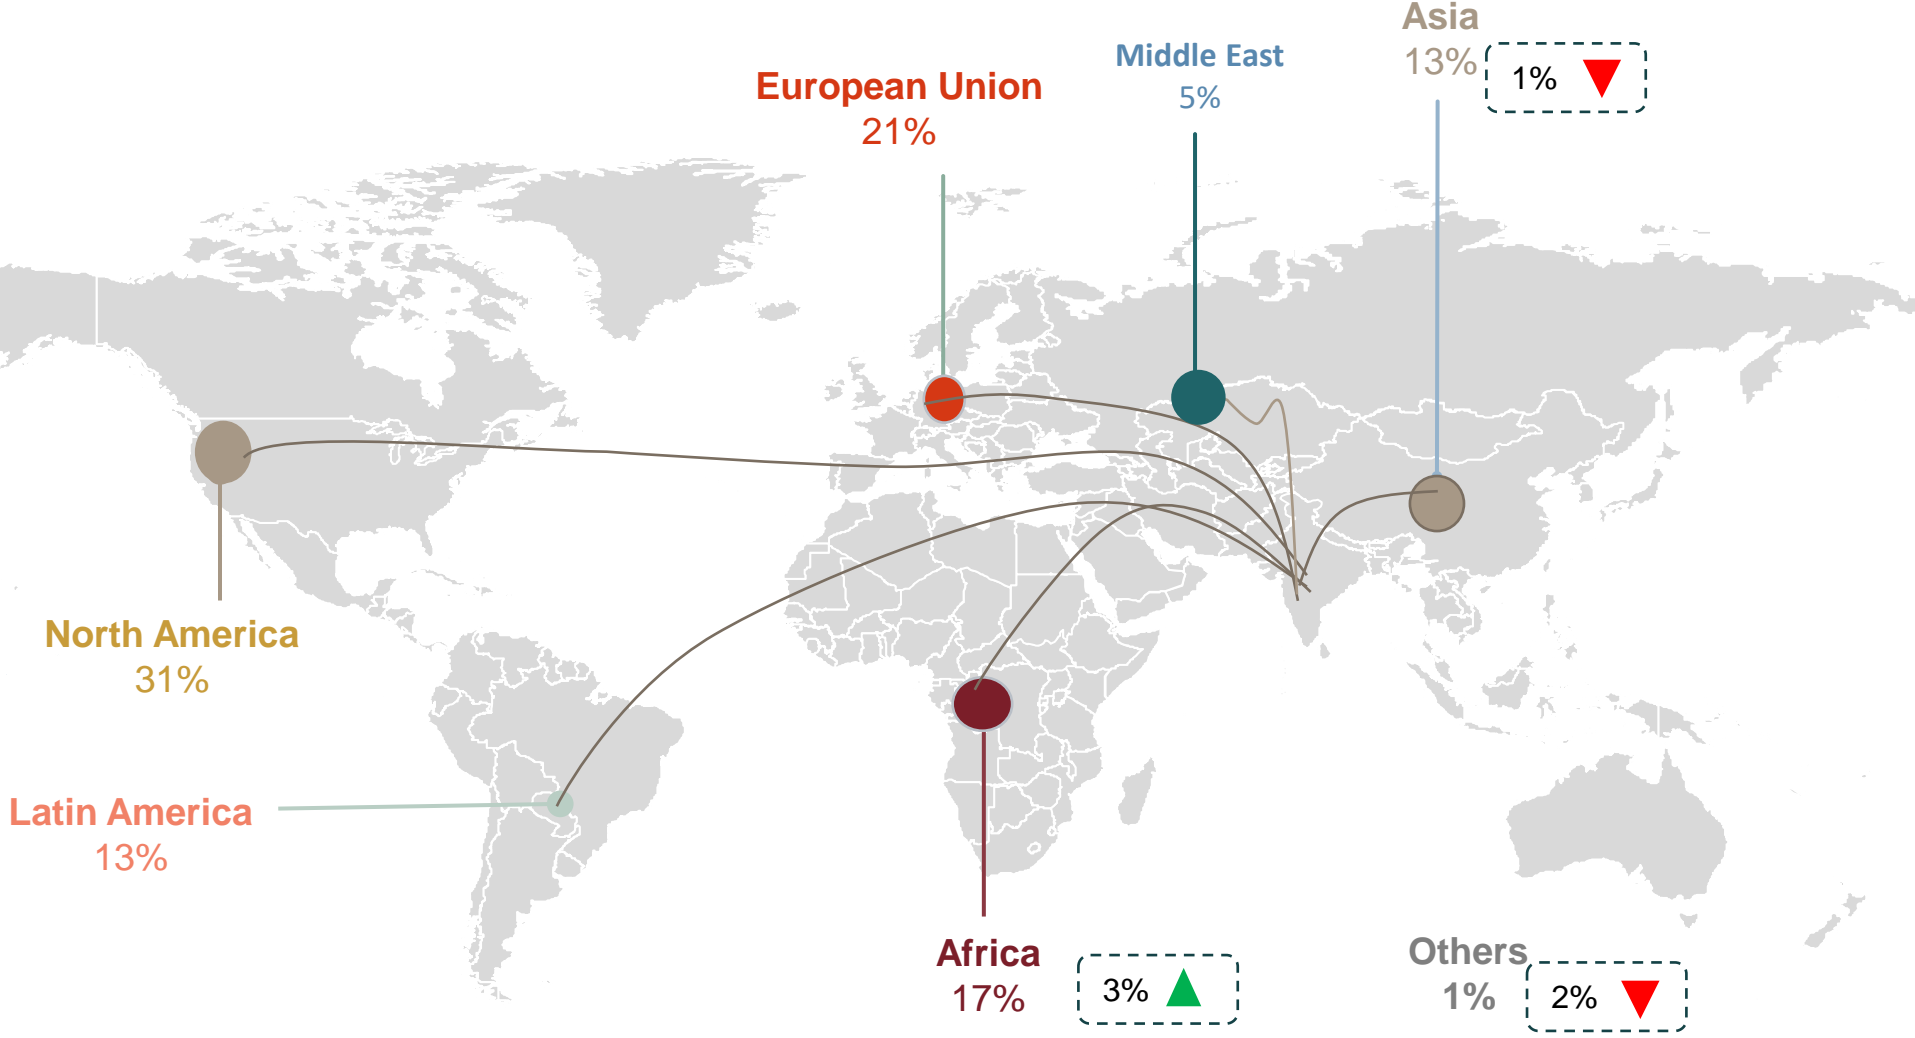 Asia
13%
1%
Middle East
5%
European Union
21%
North America
31%
Latin America
13%
Africa
17%
3%
Others
1%
2%